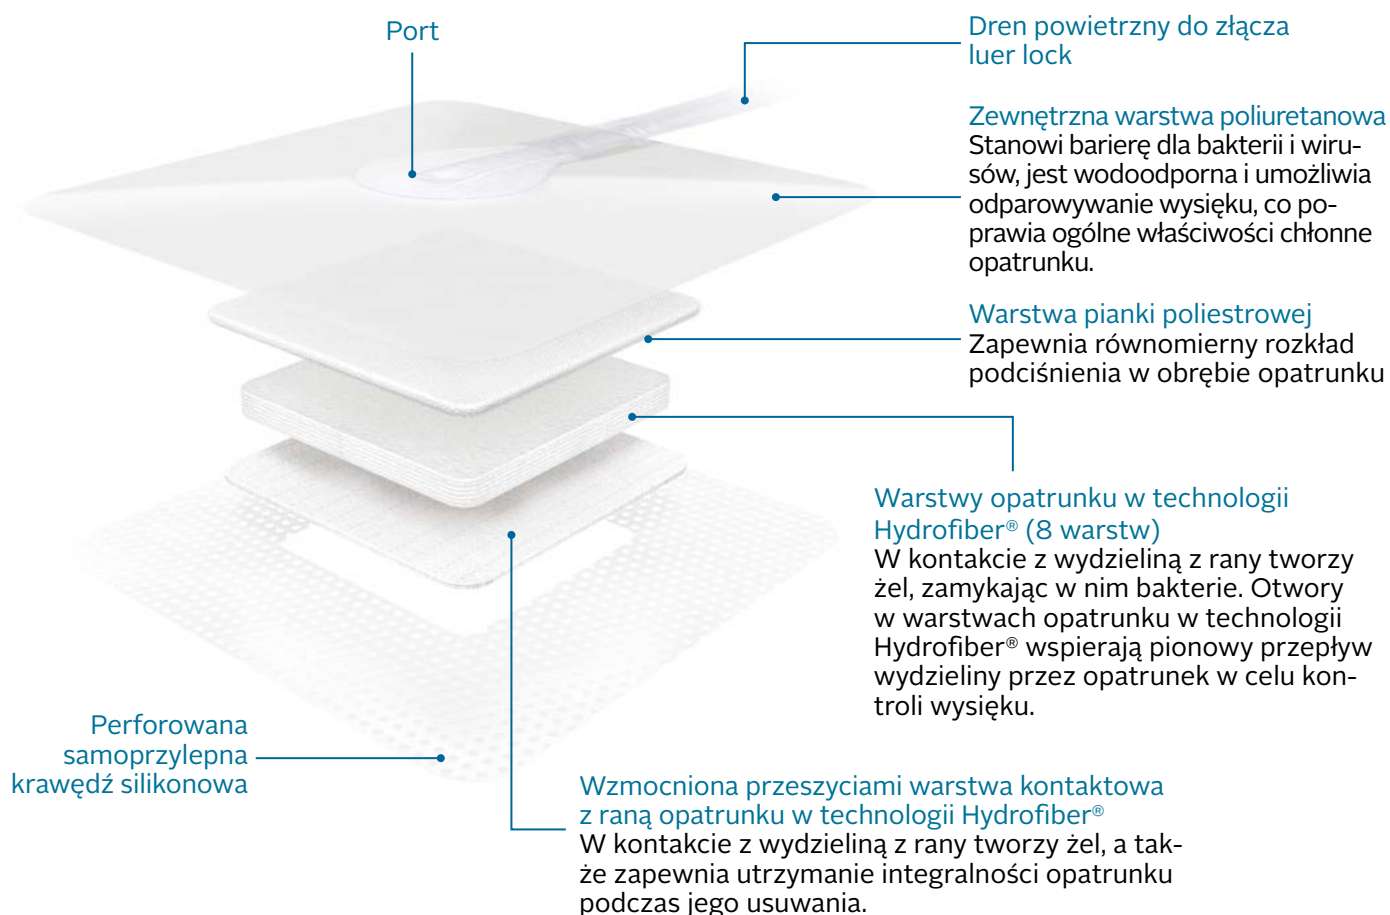 Port
Dren powietrzny do złącza
luer lock
Zewnętrzna warstwa poliuretanowa
Stanowi barierę dla bakterii i wiru-
sów, jest wodoodporna i umożliwia
odparowywanie wysięku, co po-
prawia ogólne właściwości chłonne
opatrunku.
Warstwa pianki poliestrowej
Zapewnia równomierny rozkład
podciśnienia w obrębie opatrunku
Warstwy opatrunku w technologii
Hydrofiber® (8 warstw)
W kontakcie z wydzieliną z rany tworzy
żel, zamykając w nim bakterie. Otwory
w warstwach opatrunku w technologii
Hydrofiber® wspierają pionowy przepływ
wydzieliny przez opatrunek w celu kon-
troli wysięku.
Perforowana
samoprzylepna
krawędź silikonowa
Wzmocniona przeszyciami warstwa kontaktowa
z raną opatrunku w technologii Hydrofiber®
W kontakcie z wydzieliną z rany tworzy żel, a tak-
że zapewnia utrzymanie integralności opatrunku
podczas jego usuwania.